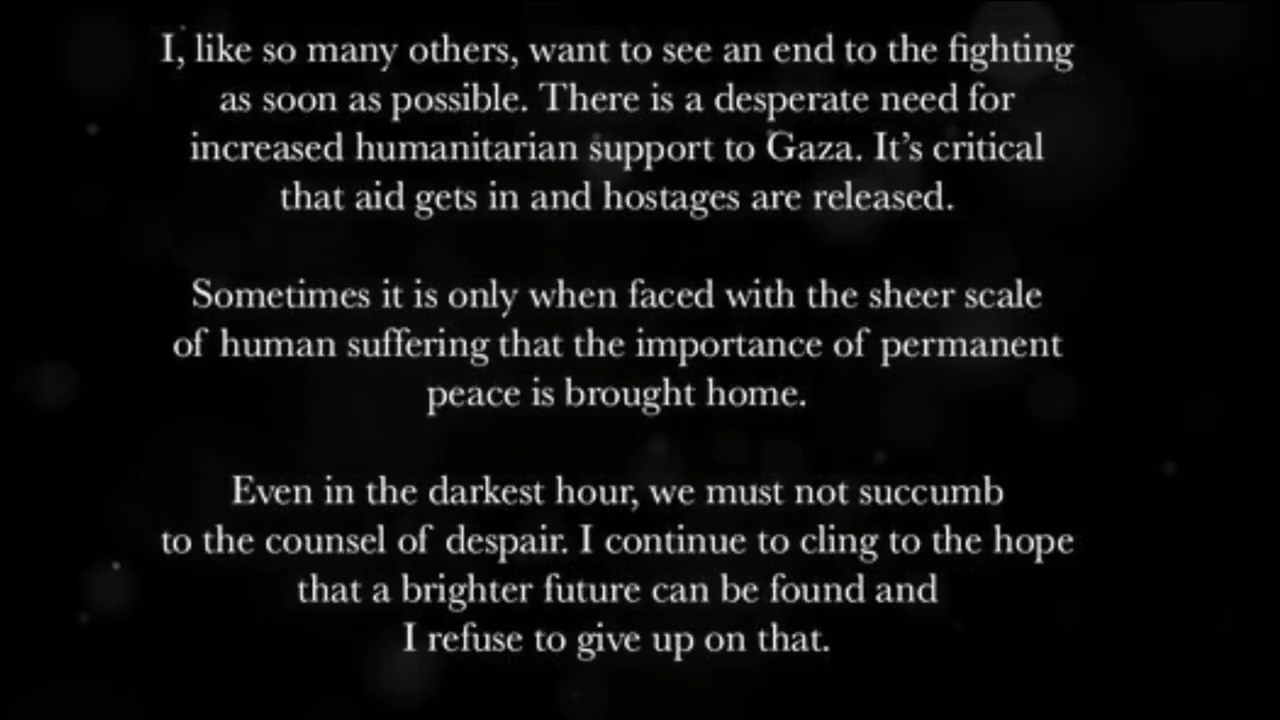 I, like so many others, want to see an end to the fighting
as soon as possible. There is a desperate need for
increased humanitarian support to Gaza. It’s critical
that aid gets in and hostages are released.
Sometimes it is only when faced with the sheer scale
of human suffering that the importance of permanent
peace is brought home.
Even in the darkest hour, we must not succumb
to the counsel of despair. I continue to cling to the hope
that a brighter future can be found and
I refuse to give up on that.